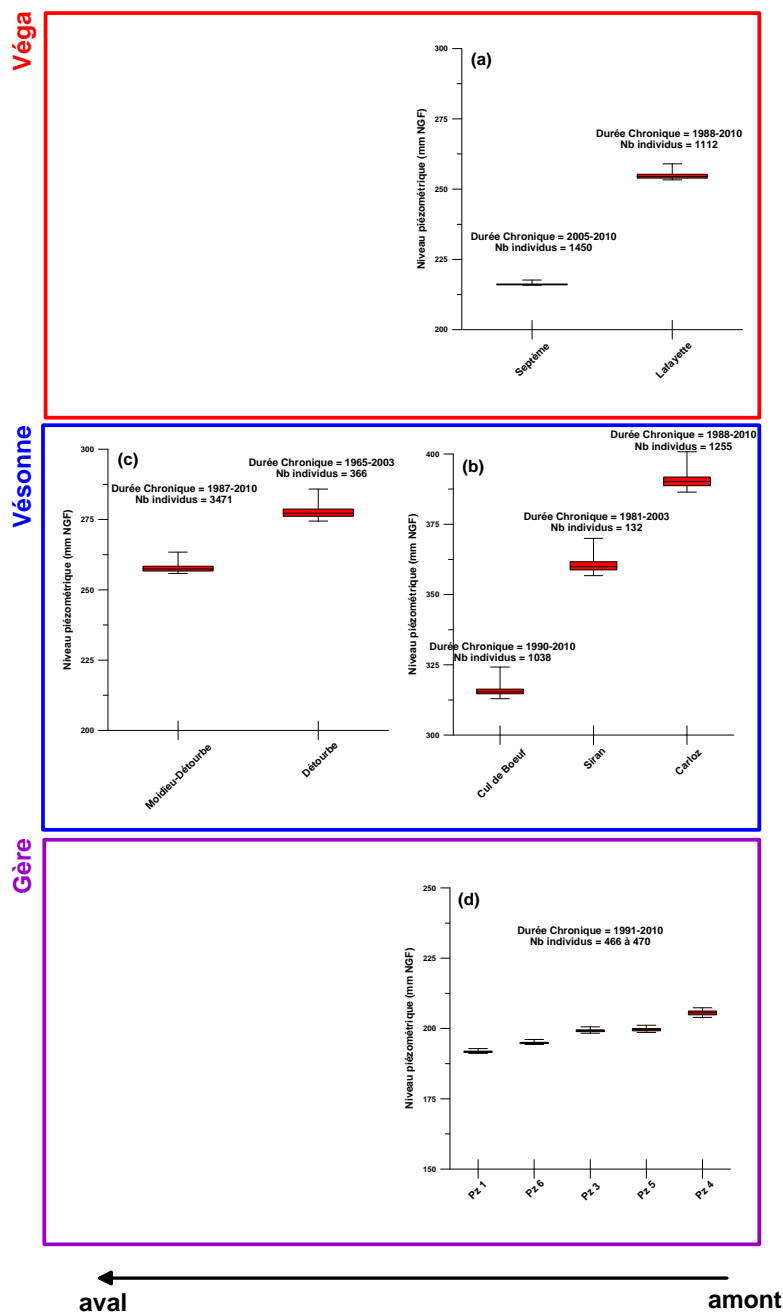 Véga
(a)
Niveau piézométrique (mm NGF)
300
275
250
225
200
Durée Chronique = 1988-2010
Nb individus = 1112
Durée Chronique = 2005-2010
Nb individus = 1450
Septème
Lafayette
Vésonne
(c)
Niveau piézométrique (mm NGF)
300
275
250
225
200
Durée Chronique = 1965-2003
Nb individus = 366
Durée Chronique = 1987-2010
Nb individus = 3471
Moidieu-Détourbe
Détourbe
(b)
Niveau piézométrique (mm NGF)
400
375
350
325
300
Durée Chronique = 1988-2010
Nb individus = 1255
Durée Chronique = 1981-2003
Nb individus = 132
Durée Chronique = 1990-2010
Nb individus = 1038
Cul de Boeuf
Siran
Carloz
Gère
(d)
Niveau piézométrique (mm NGF)
250
225
200
175
150
Durée Chronique = 1991-2010
Nb individus = 466 à 470
Pz 1
Pz 6
Pz 3
Pz 5
Pz 4
aval
amont